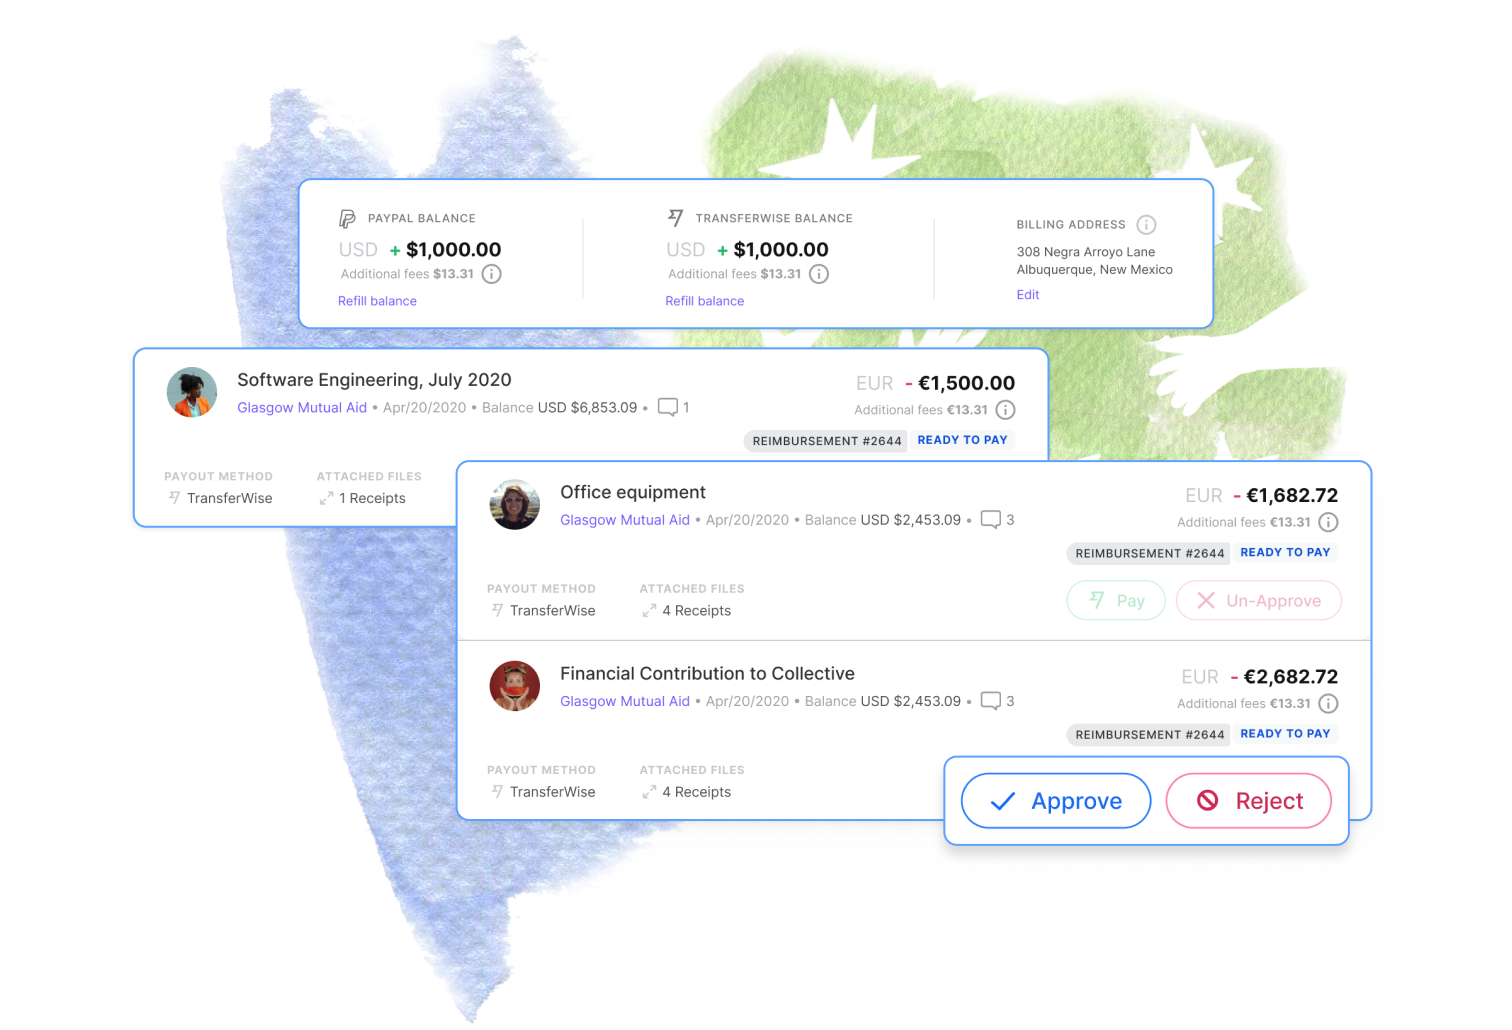 PAYPAL BALANCE
USD + $1,000.00
Additional fees $13.31
Refill balance
TRANSFERWISE BALANCE
USD + $1,000.00
Additional fees $13.31
Refill balance
BILLING ADDRESS
308 Negra Arroyo Lane
Albuquerque, New Mexico
Edit
Software Engineering, July 2020
Glasgow Mutual Aid • Apr/20/2020 • Balance USD $6,853.09 • 1
EUR - €1,500.00
Additional fees €13.31
REIMBURSEMENT #2644 READY TO PAY
PAYOUT METHOD
TransferWise
ATTACHED FILES
1 Receipts
Office equipment
Glasgow Mutual Aid • Apr/20/2020 • Balance USD $2,453.09 • 3
EUR - €1,682.72
Additional fees €13.31
REIMBURSEMENT #2644 READY TO PAY
PAYOUT METHOD
TransferWise
ATTACHED FILES
4 Receipts
Pay
Un-Approve
Financial Contribution to Collective
Glasgow Mutual Aid • Apr/20/2020 • Balance USD $2,453.09 • 3
EUR - €2,682.72
Additional fees €13.31
REIMBURSEMENT #2644 READY TO PAY
PAYOUT METHOD
TransferWise
ATTACHED FILES
4 Receipts
Approve
Reject